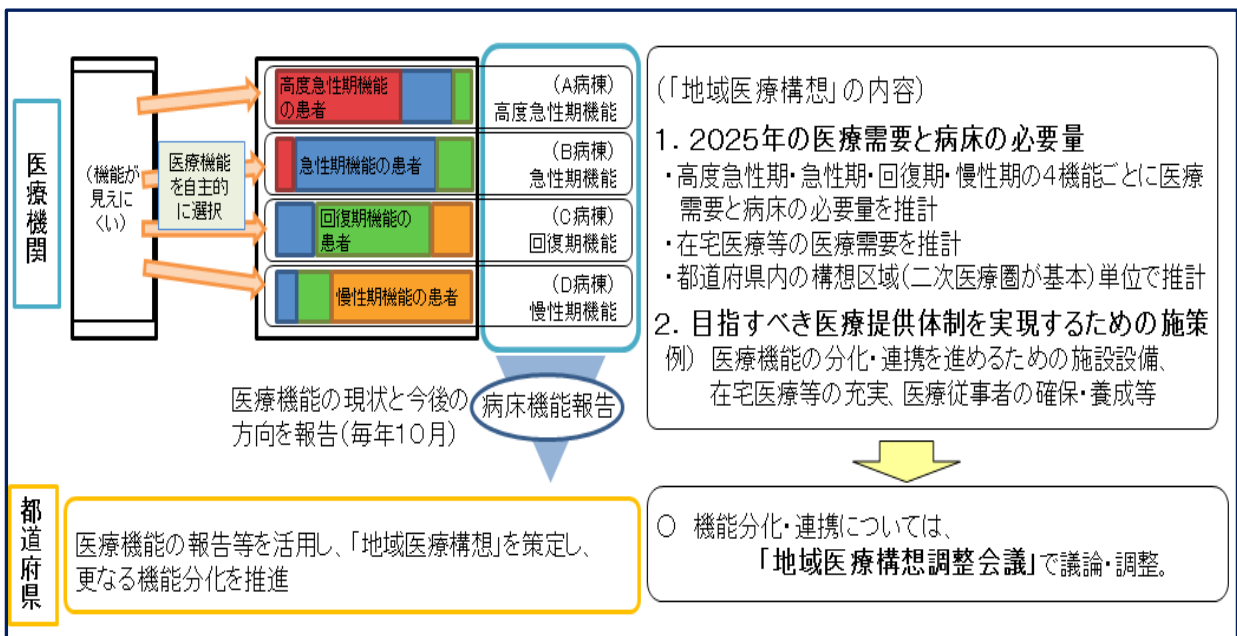 医療機関
(機能が
見えに
くい)
医療機能
を自主的
に選択
高度急性期機能
の患者
急性期機能の患者
回復期機能の
患者
慢性期機能の患者
(A病棟)
高度急性期機能
(B病棟)
急性期機能
(C病棟)
回復期機能
(D病棟)
慢性期機能
医療機能の現状と今後の
方向を報告(毎年10月)
病床機能報告
(「地域医療構想」の内容)
1. 2025年の医療需要と病床の必要量
・高度急性期・急性期・回復期・慢性期の4機能ごとに医療
需要と病床の必要量を推計
・在宅医療等の医療需要を推計
・都道府県内の構想区域(二次医療圏が基本)単位で推計
2. 目指すべき医療提供体制を実現するための施策
例) 医療機能の分化・連携を進めるための施設設備、
在宅医療等の充実、医療従事者の確保・養成等
都道府県
医療機能の報告等を活用し、「地域医療構想」を策定し、
更なる機能分化を推進
○ 機能分化・連携については、
「地域医療構想調整会議」で議論・調整。